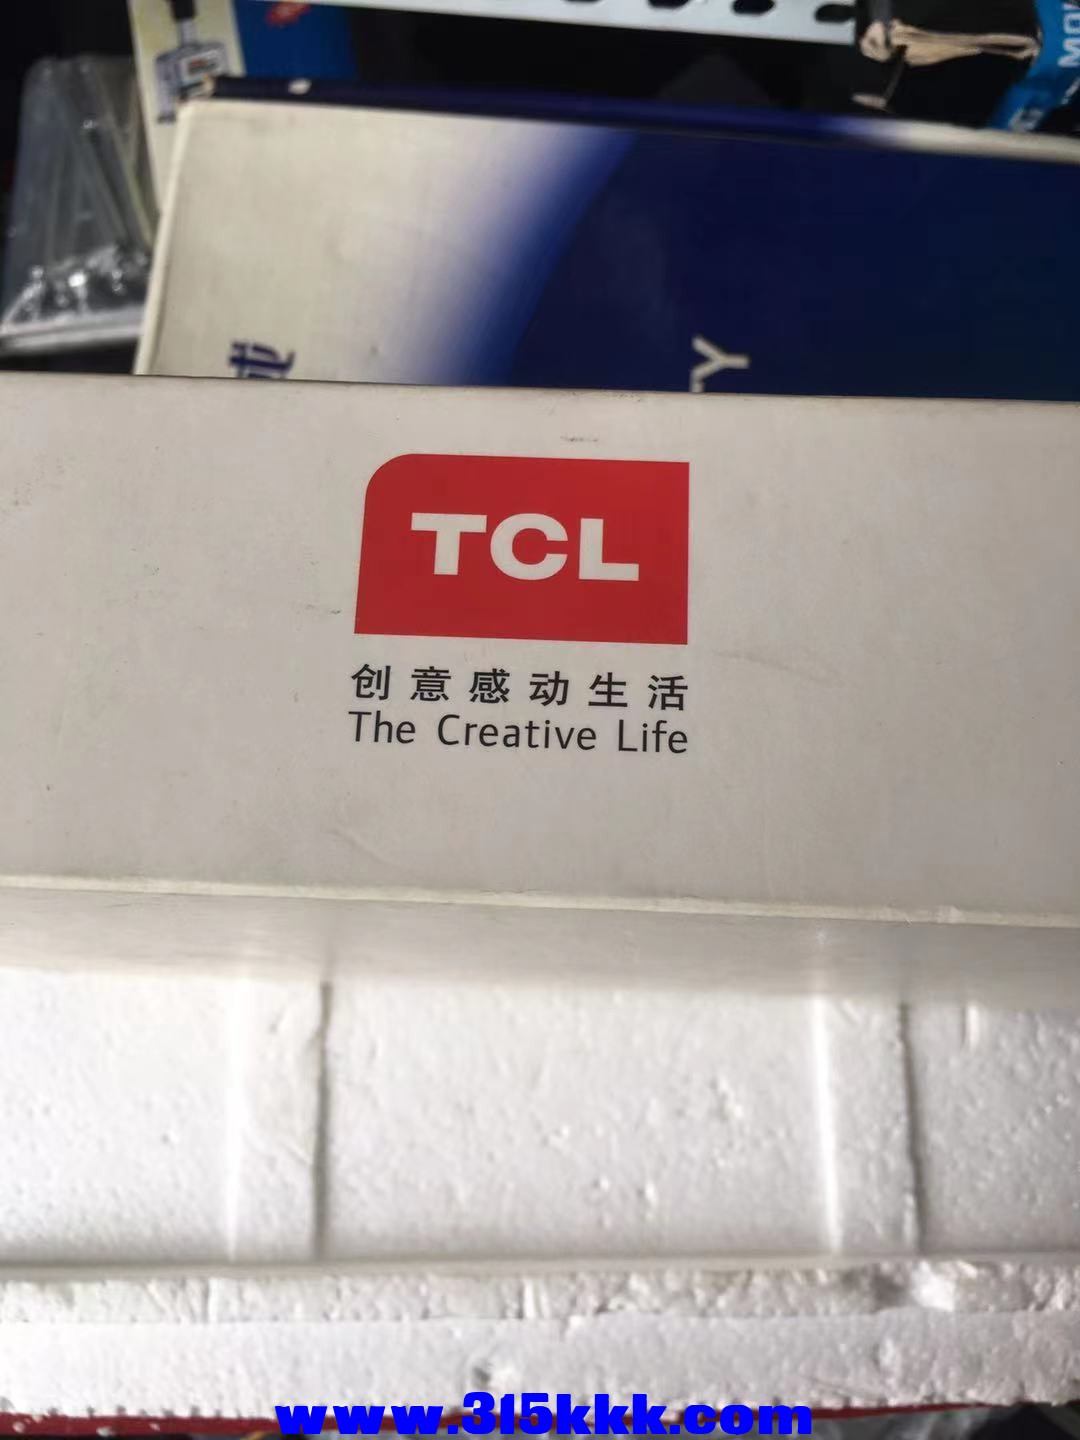 TCL
创意感动生活
The Creative Life
www.315kkk.com